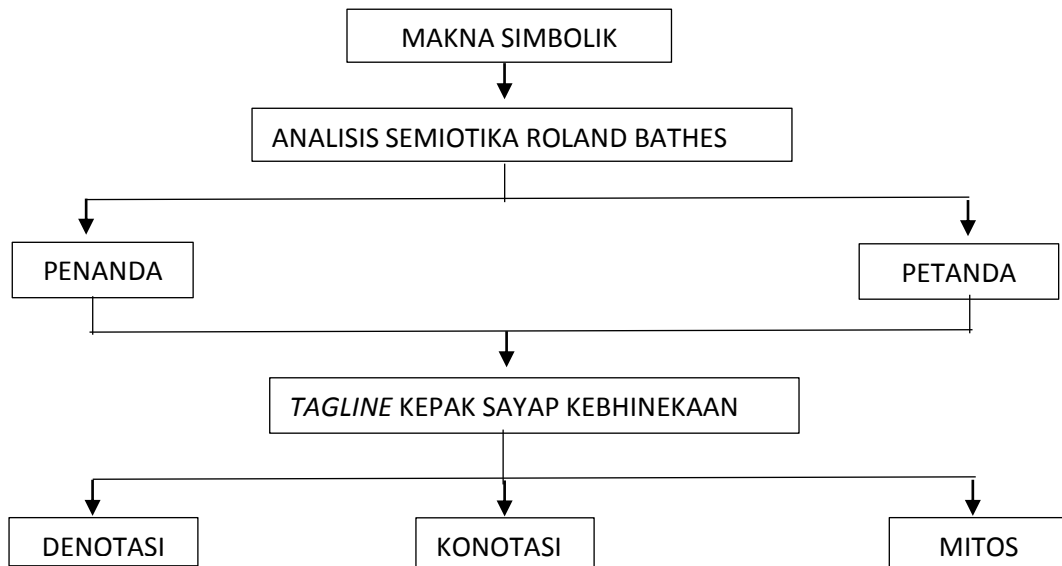 MAKNA SIMBOLIK
ANALISIS SEMIOTIKA ROLAND BATHES
PENANDA
PETANDA
TAGLINE KEPAK SAYAP KEBHINEKAAN
DENOTASI
KONOTASI
MITOS